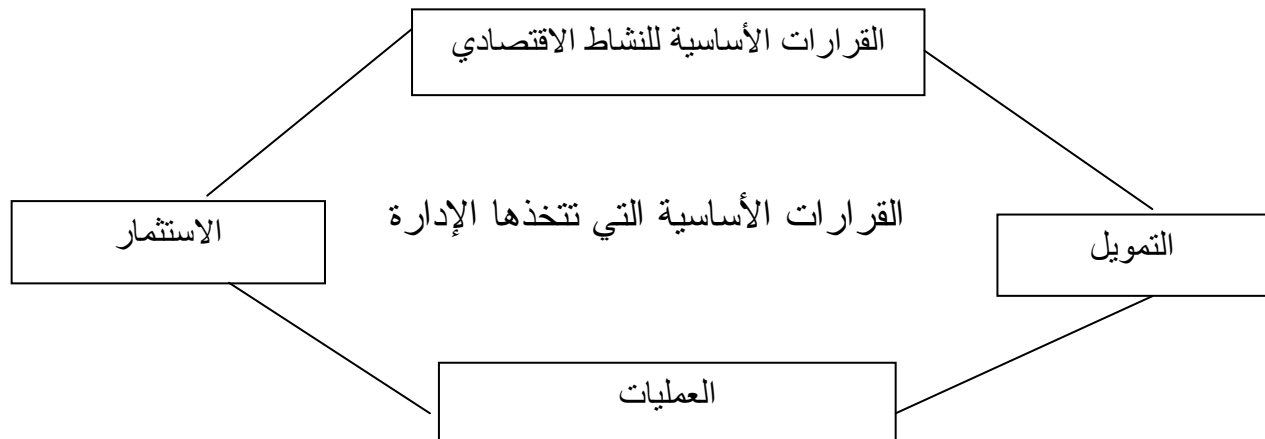 القرارات الأساسية للنشاط الاقتصادي
القرارات الأساسية التي تتخذها الإدارة
التمويل
الاستثمار
العمليات